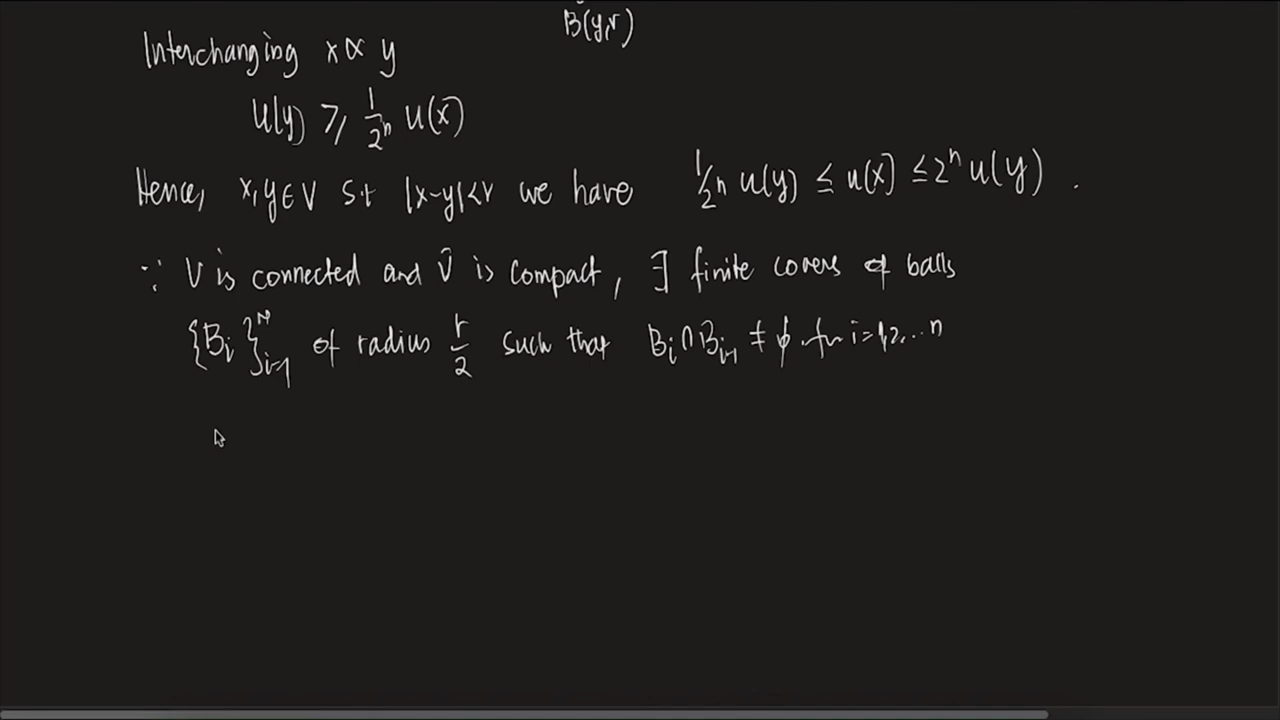 B(y,r)
Interchanging x & y
u(y) ≥ 1/2^n u(x)
Hence, x,y ∈ V s.t |x-y|<r we have 1/2^n u(y) ≤ u(x) ≤ 2^n u(y) .
∵ V is connected and V̄ is compact, ∃ finite covers of balls
{B_i}_{i=1}^N of radius r/2 such that B_i ∩ B_{i-1} ≠ φ for i=1,2,...n